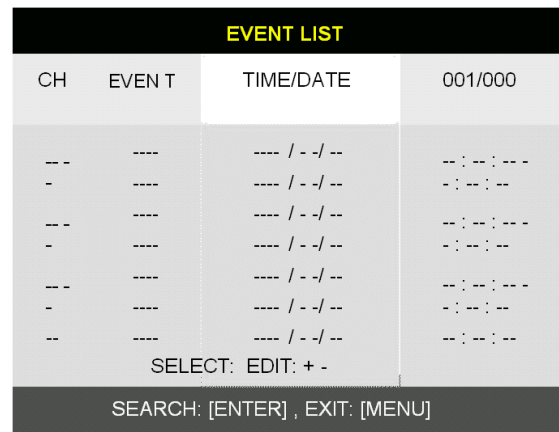 EVENT LIST
CH EVEN T TIME/DATE 001/000
-- - ---- ---- / - -/ -- -- : -- : -- -
- ---- ---- / - -/ -- - : -- : --
-- - ---- ---- / - -/ -- -- : -- : -- -
- ---- ---- / - -/ -- - : -- : --
-- - ---- ---- / - -/ -- -- : -- : -- -
- ---- ---- / - -/ -- - : -- : --
-- ---- ---- / - -/ -- -- : -- : --
SELECT: EDIT: + -
SEARCH: [ENTER] , EXIT: [MENU]